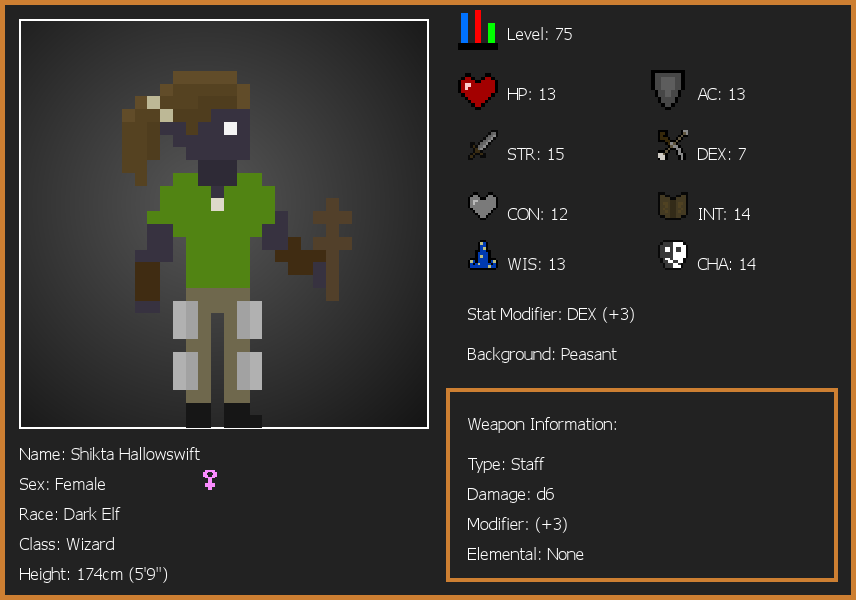 Level: 75
HP: 13
AC: 13
STR: 15
DEX: 7
CON: 12
INT: 14
WIS: 13
CHA: 14
Stat Modifier: DEX (+3)
Background: Peasant
Weapon Information:
Type: Staff
Damage: d6
Modifier: (+3)
Elemental: None
Name: Shikta Hallowswift
Sex: Female
Race: Dark Elf
Class: Wizard
Height: 174cm (5'9")